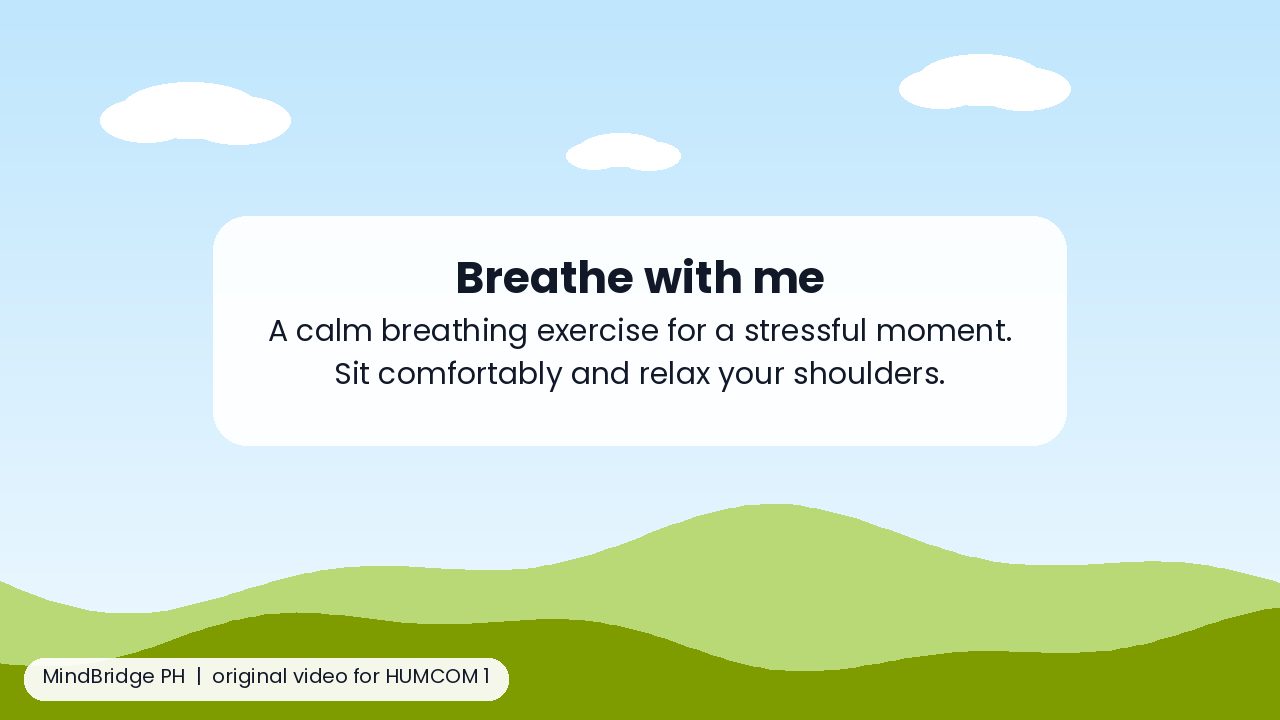 Breathe with me
A calm breathing exercise for a stressful moment.
Sit comfortably and relax your shoulders.
MindBridge PH | original video for HUMCOM 1